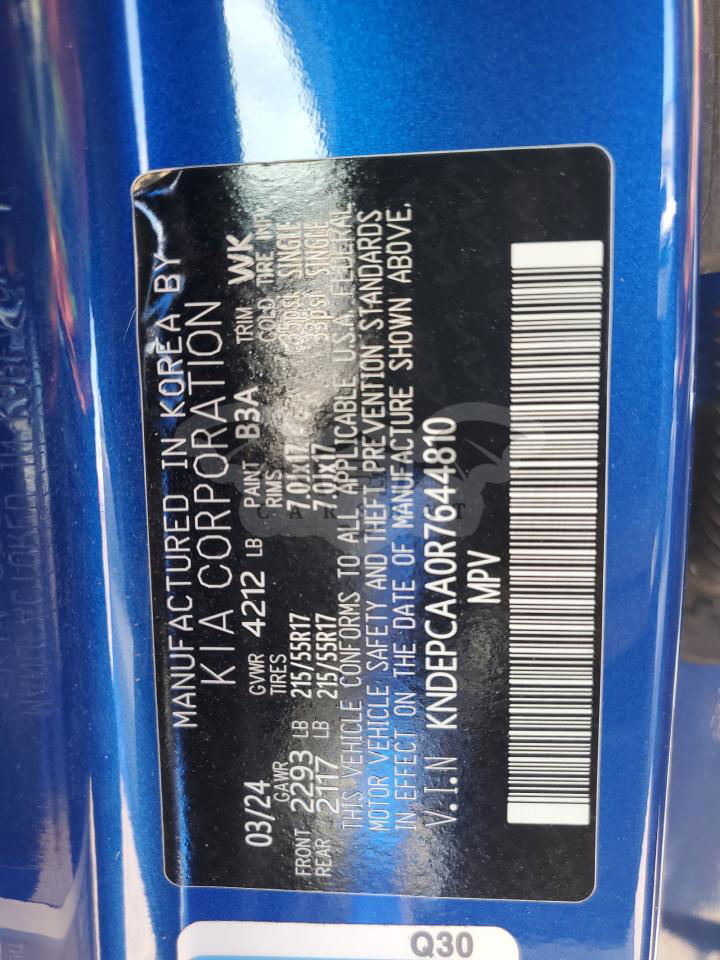 MANUFACTURED IN KOREA BY
KIA CORPORATION
03/24 GVWR 4212 LB PAINT B3A TRIM WK
GAWR TIRES RIMS COLD TIRE INFL
FRONT 2293 LB 215/55R17 7.0Jx17 35psi SINGLE
REAR 2117 LB 215/55R17 7.0Jx17 35psi SINGLE
THIS VEHICLE CONFORMS TO ALL APPLICABLE U.S.A. FEDERAL
MOTOR VEHICLE SAFETY AND THEFT PREVENTION STANDARDS
IN EFFECT ON THE DATE OF MANUFACTURE SHOWN ABOVE.
V.I.N KNDEPCAA0R7644810
MPV
Q30